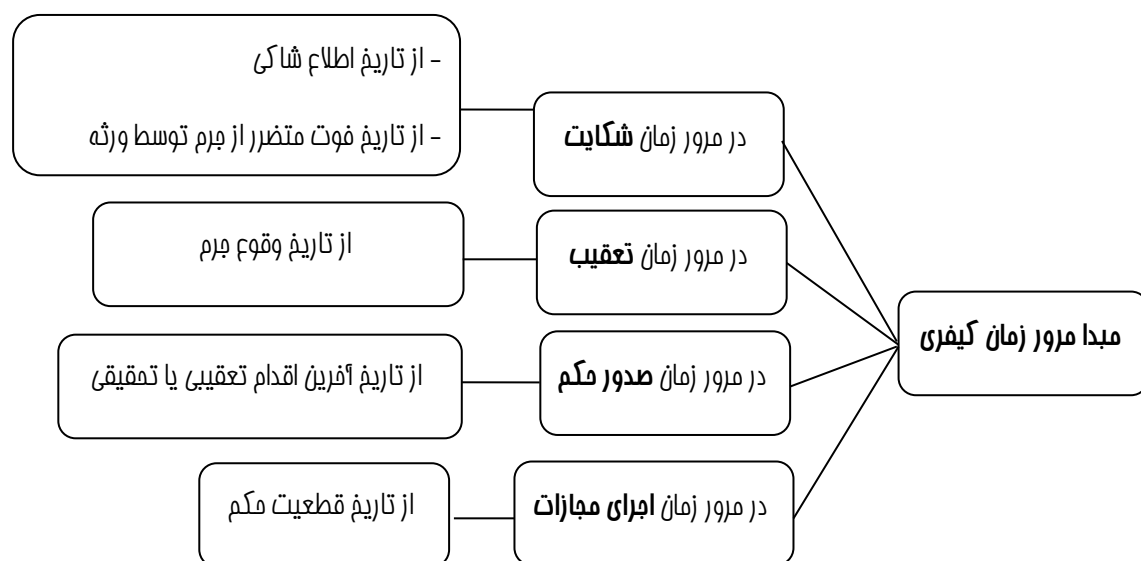 مبدا مرور زمان کیفری
در مرور زمان شکایت
- از تاریخ اطلاع شاکی
- از تاریخ فوت متضرر از جرم توسط ورثه
در مرور زمان تعقیب
از تاریخ وقوع جرم
در مرور زمان صدور حکم
از تاریخ آخرین اقدام تعقیبی یا تحقیقی
در مرور زمان اجرای مجازات
از تاریخ قطعیت حکم